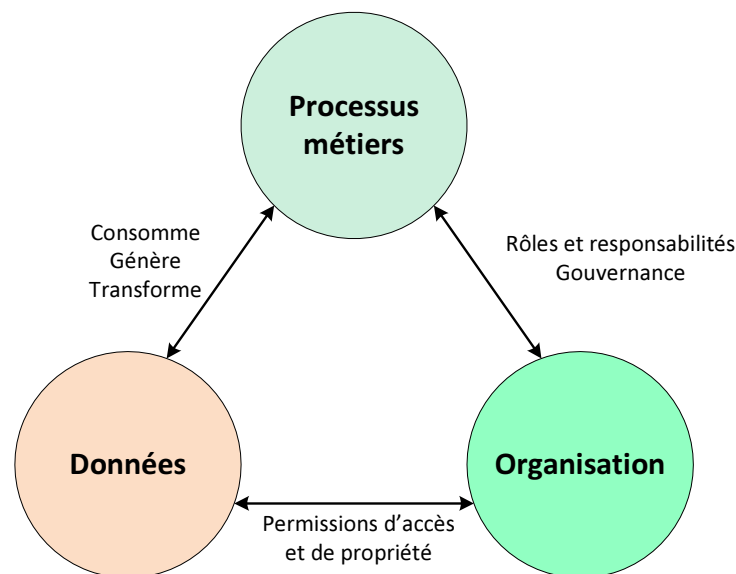 Processus
métiers
Consomme
Génère
Transforme
Rôles et responsabilités
Gouvernance
Données
Organisation
Permissions d’accès
et de propriété